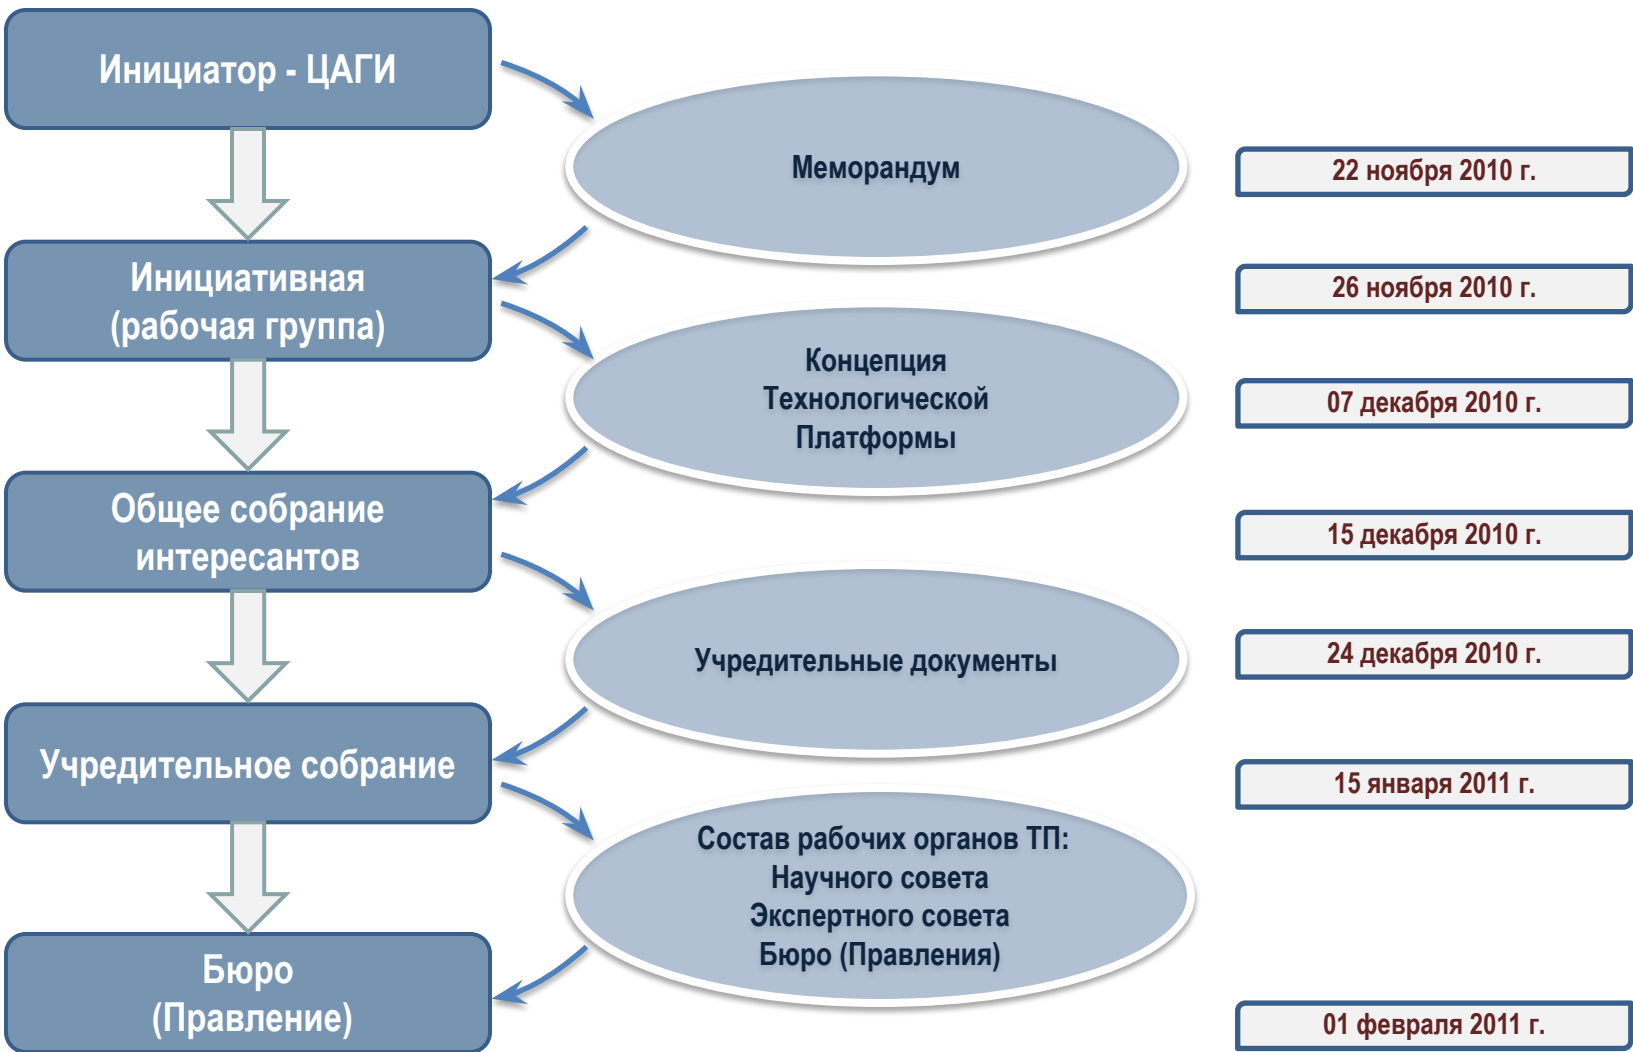 Инициатор - ЦАГИ
Меморандум
22 ноября 2010 г.
Инициативная
(рабочая группа)
26 ноября 2010 г.
Концепция
Технологической
Платформы
07 декабря 2010 г.
Общее собрание
интересантов
15 декабря 2010 г.
Учредительные документы
24 декабря 2010 г.
Учредительное собрание
15 января 2011 г.
Состав рабочих органов ТП:
Научного совета
Экспертного совета
Бюро (Правления)
Бюро
(Правление)
01 февраля 2011 г.